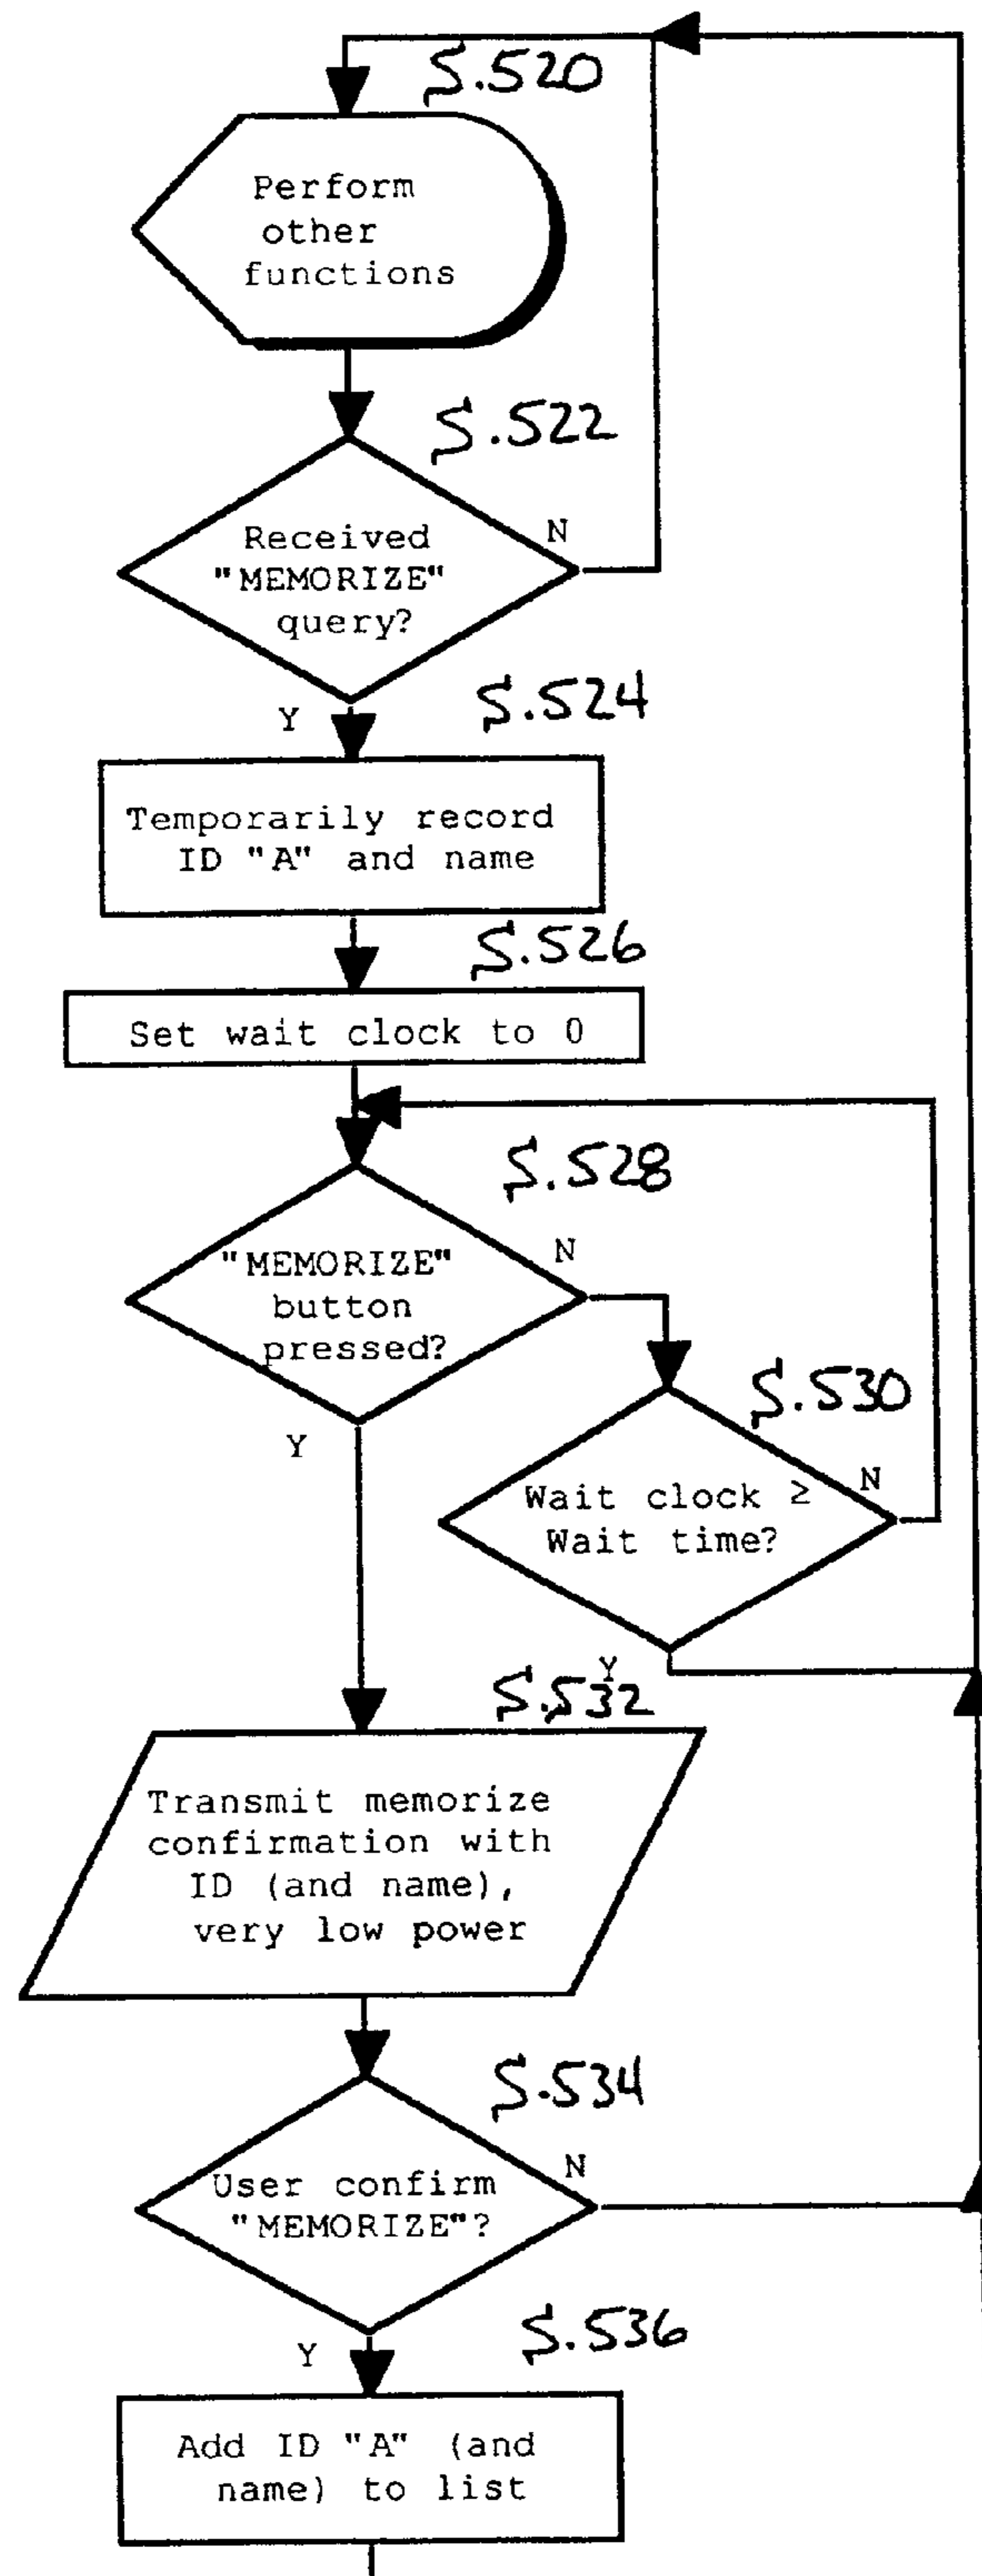 S.520
Perform
other
functions
S.522
Received
"MEMORIZE"
query?
N
S.524
Y
Temporarily record
ID "A" and name
S.526
Set wait clock to 0
S.528
"MEMORIZE"
button
pressed?
N
S.530
Y
Wait clock ≥
Wait time?
N
Y
S.532
Transmit memorize
confirmation with
ID (and name),
very low power
S.534
User confirm
"MEMORIZE"?
N
S.536
Y
Add ID "A" (and
name) to list